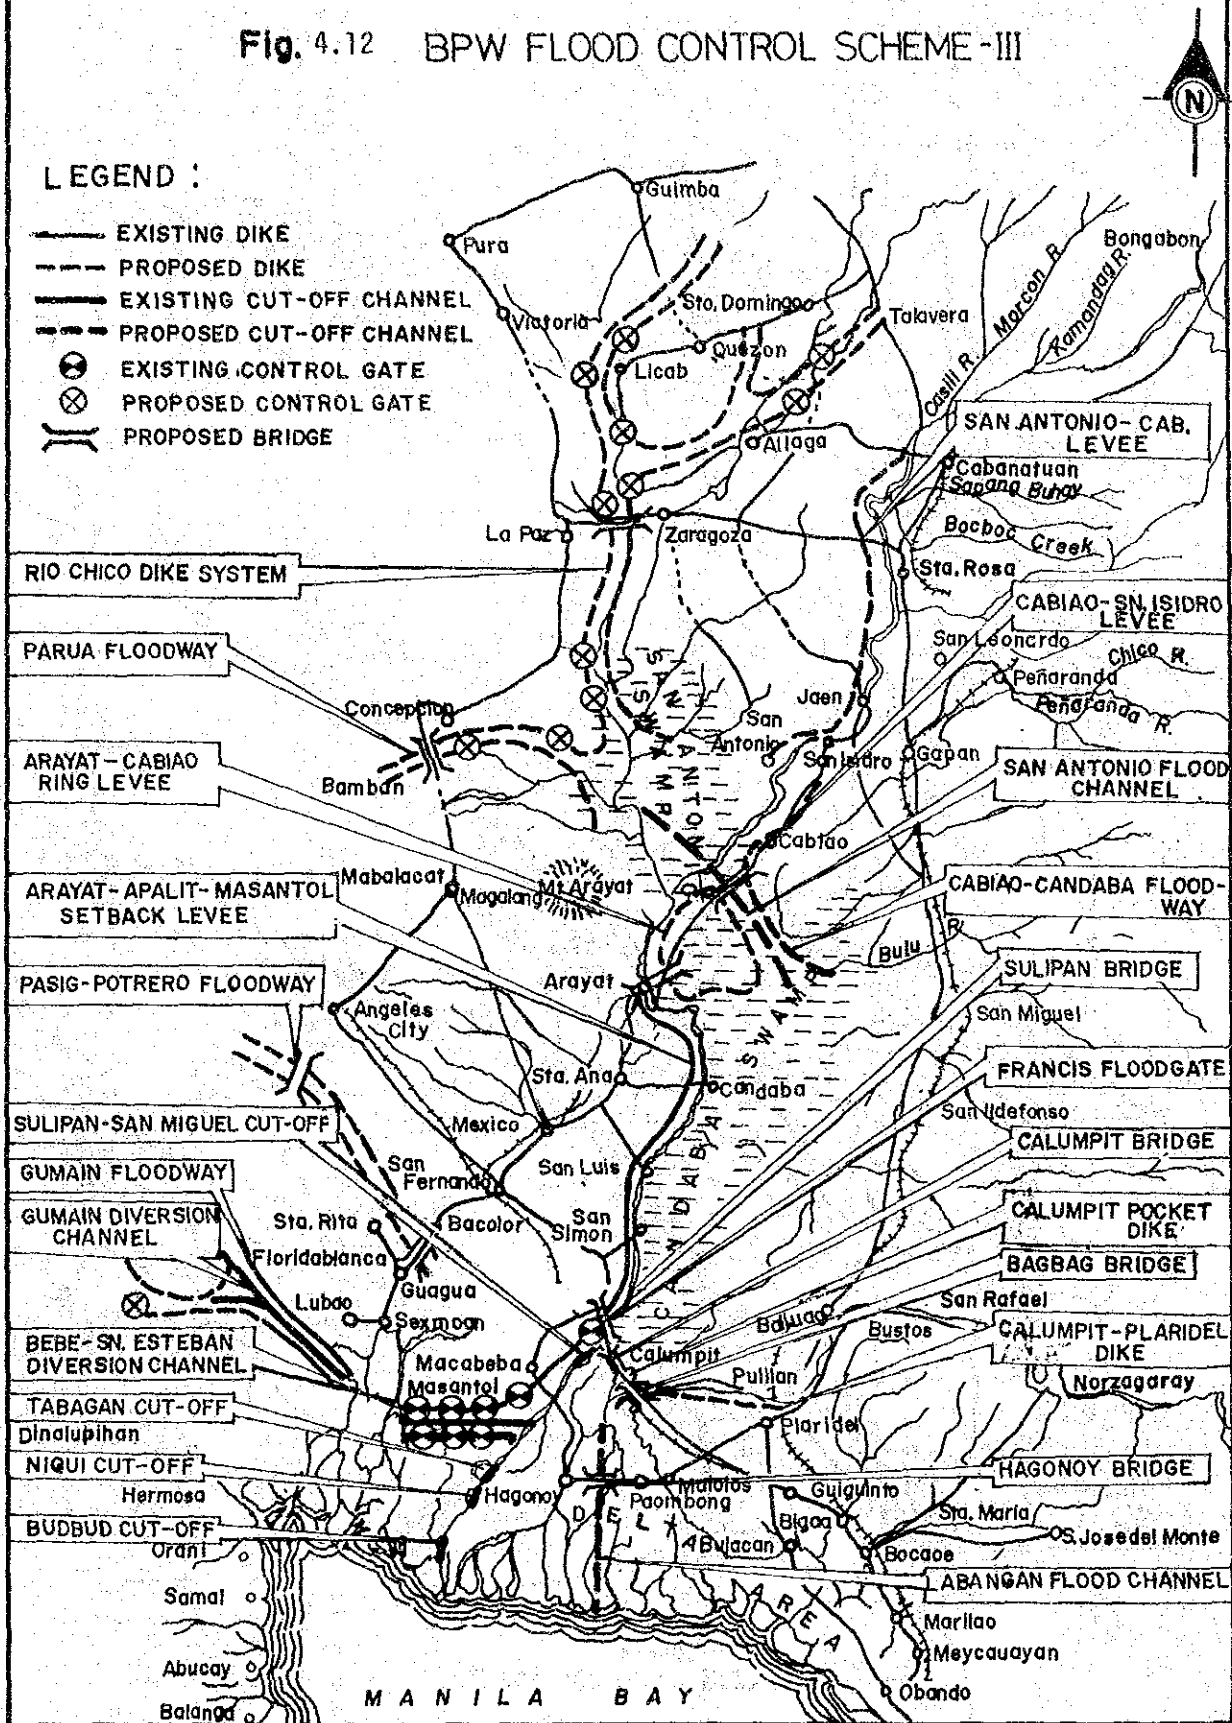 Fig. 4.12 BPW FLOOD CONTROL SCHEME-III
N
LEGEND :
EXISTING DIKE
PROPOSED DIKE
EXISTING CUT-OFF CHANNEL
PROPOSED CUT-OFF CHANNEL
EXISTING CONTROL GATE
PROPOSED CONTROL GATE
PROPOSED BRIDGE
Guimba
Pura
Bongabon
Marcon R.
Ramandag R.
Sto. Domingo
Victoria
Talavera
Quezon
Licab
Casili R.
SAN ANTONIO-CAB.
LEVEE
Aliaga
Cabanatuan
Sapang Buhay
La Paz
Zaragoza
Bocboc Creek
RIO CHICO DIKE SYSTEM
Sta. Rosa
CABIAO-SN. ISIDRO
LEVEE
PARUA FLOODWAY
San Leonardo
Chico R.
Peñaranda
Peñaranda R.
SAN ANTONIO
SWAMP
Jaen
Concepcion
San
Antonio
San Isidro
Gapan
ARAYAT-CABIAO
RING LEVEE
Bamban
SAN ANTONIO FLOOD
CHANNEL
Cabiao
Mabalacat
Magalang
Mt. Arayat
ARAYAT-APALIT-MASANTOL
SETBACK LEVEE
CABIAO-CANDABA FLOOD-
WAY
Bulu R.
PASIG-POTRERO FLOODWAY
Arayat
SULIPAN BRIDGE
Angeles
City
San Miguel
CANDABA SWAMP
Sta. Ana
Candaba
FRANCIS FLOODGATE
SULIPAN-SAN MIGUEL CUT-OFF
Mexico
San Ildefonso
CALUMPIT BRIDGE
GUMAIN FLOODWAY
San
Fernando
San Luis
GUMAIN DIVERSION
CHANNEL
Sta. Rita
Bacolor
San
Simon
CALUMPIT POCKET
DIKE
Floridablanca
BAGBAG BRIDGE
Guagua
Lubao
Sexmoan
San Rafael
Baliuag
Bustos
BEBE-SN. ESTEBAN
DIVERSION CHANNEL
CALUMPIT-PLARIDEL
DIKE
Macabebe
Calumpit
Masantol
Pulilan
Norzagaray
TABAGAN CUT-OFF
Plaridel
Dinalupihan
NIQUI CUT-OFF
HAGONOY BRIDGE
Hermosa
Hagonoy
Paombong
Malolos
Guiguinto
Sta. Maria
BUDBUD CUT-OFF
Bigaa
S. Jose del Monte
Orani
Bulacan
Bocaoe
DELTA AREA
ABANGAN FLOOD CHANNEL
Samal
Marilao
Meycauayan
Abucay
Obando
MANILA BAY
Balanga